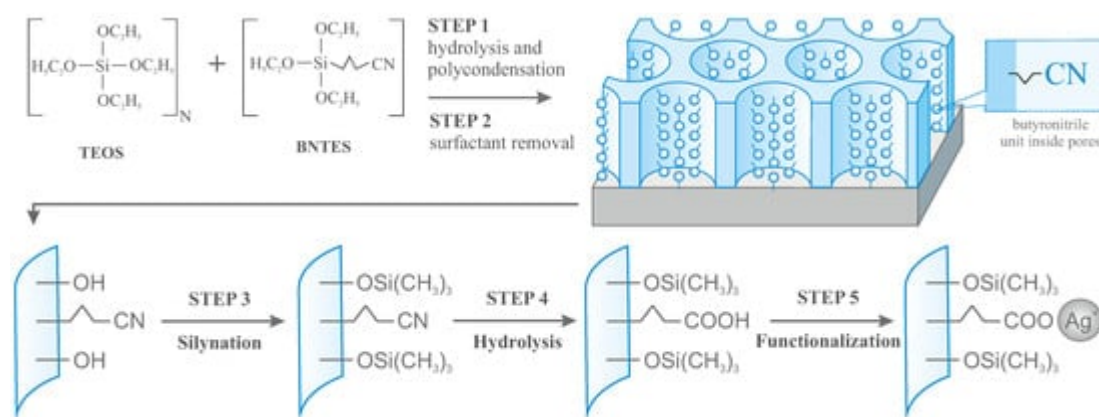 OC₂H₅
H₅C₂O—Si—OC₂H₅
OC₂H₅
N
TEOS
+
OC₂H₅
H₅C₂O—Si CN
OC₂H₅
BNTES
STEP 1
hydrolysis and
polycondensation
STEP 2
surfactant removal
CN
butyronitrile
unit inside pores
OH
CN
OH
STEP 3
Silynation
OSi(CH₃)₃
CN
OSi(CH₃)₃
STEP 4
Hydrolysis
OSi(CH₃)₃
COOH
OSi(CH₃)₃
STEP 5
Functionalization
OSi(CH₃)₃
COO Ag⁺
OSi(CH₃)₃